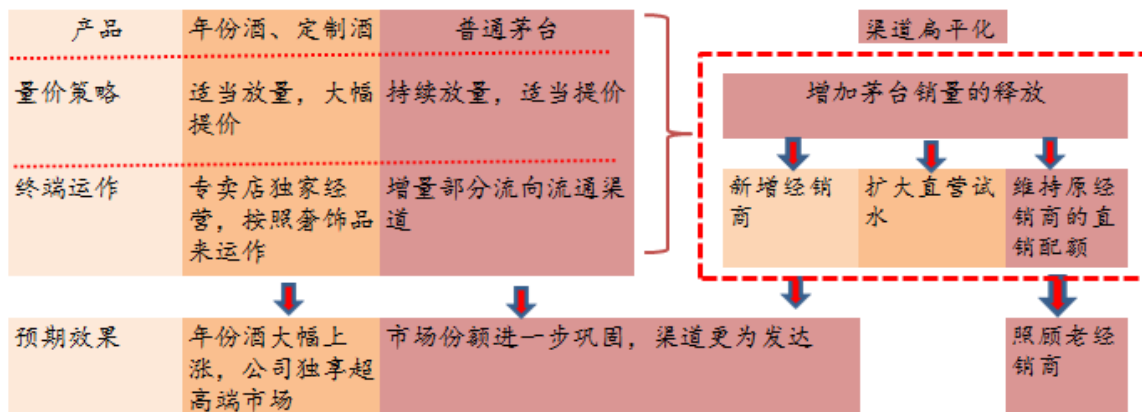 产品
年份酒、定制酒
普通茅台
渠道扁平化
量价策略
适当放量，大幅
提价
持续放量，适当提价
增加茅台销量的释放
终端运作
专卖店独家经
营，按照奢饰品
来运作
增量部分流向流通渠
道
新增经销
商
扩大直营试
水
维持原经
销商的直
销配额
预期效果
年份酒大幅上
涨，公司独享超
高端市场
市场份额进一步巩固，渠道更为发达
照顾老经
销商